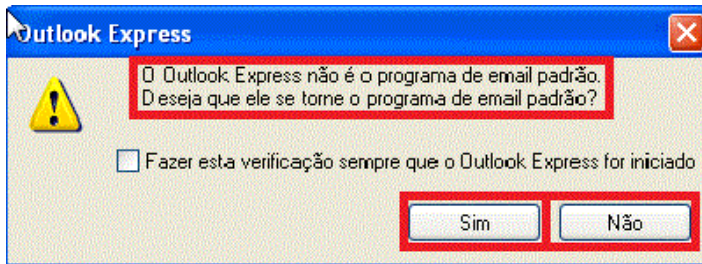 Outlook Express
O Outlook Express não é o programa de email padrão.
Deseja que ele se torne o programa de email padrão?
Fazer esta verificação sempre que o Outlook Express for iniciado
Sim Não